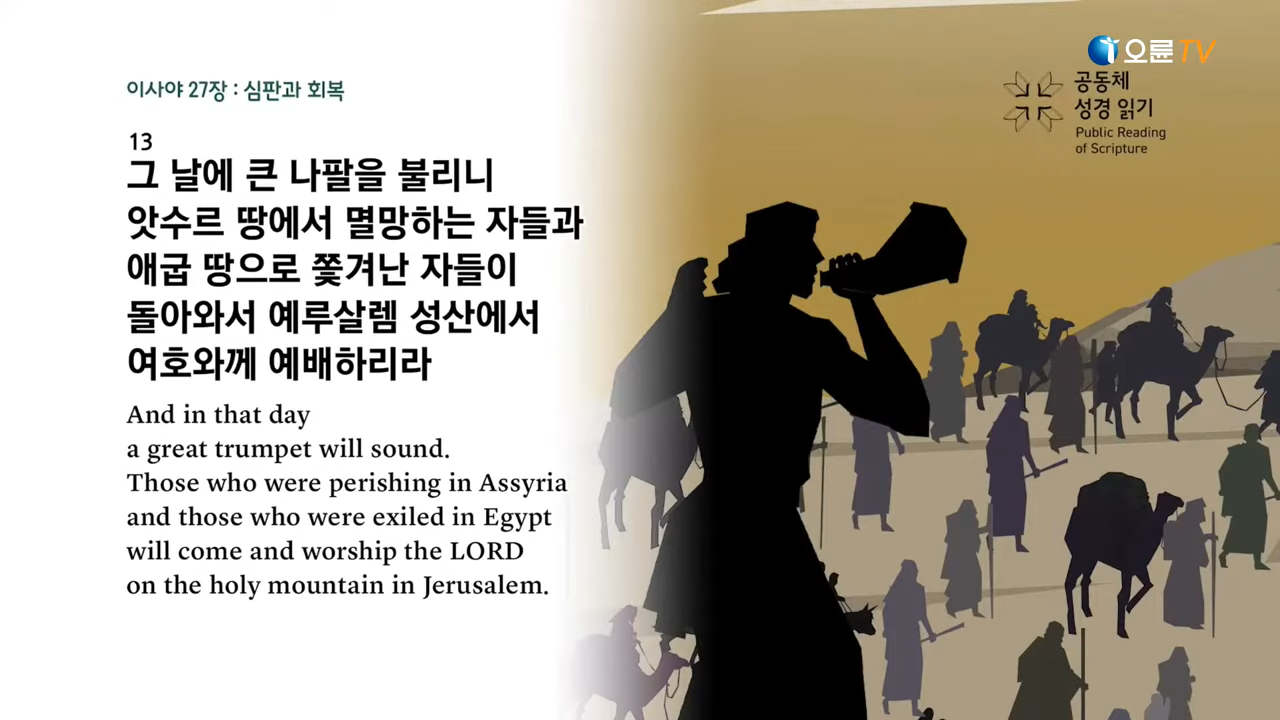 오륜TV
공동체
성경 읽기
Public Reading
of Scripture
이사야 27장 : 심판과 회복
13
그 날에 큰 나팔을 불리니
앗수르 땅에서 멸망하는 자들과
애굽 땅으로 쫓겨난 자들이
돌아와서 예루살렘 성산에서
여호와께 예배하리라
And in that day
a great trumpet will sound.
Those who were perishing in Assyria
and those who were exiled in Egypt
will come and worship the LORD
on the holy mountain in Jerusalem.